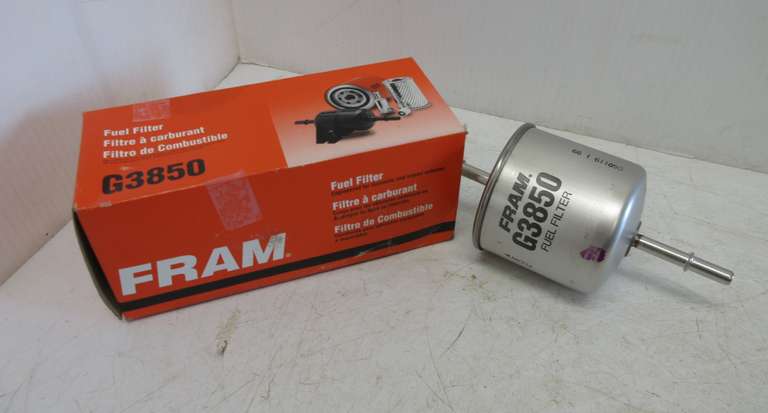 Fuel Filter
Filtre à carburant
Filtro de Combustible
G3850
FRAM®
Fuel Filter
Filtre à carburant
Filtro de Combustible
FRAM®
G3850
FUEL FILTER